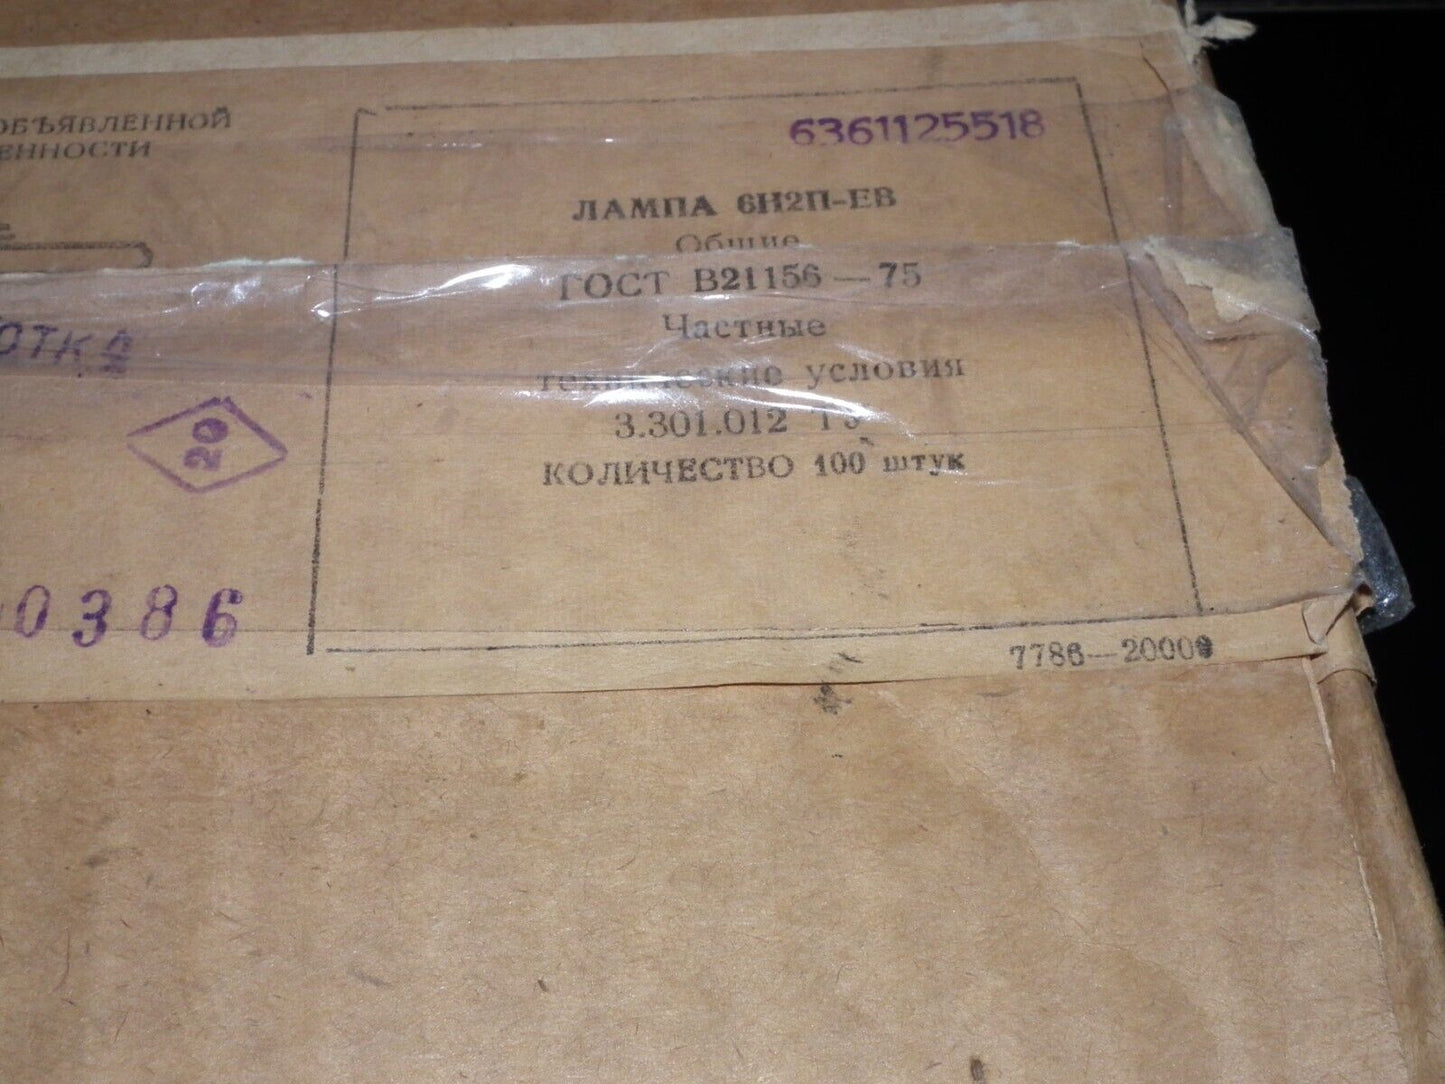 ОБЪЯВЛЕННОЙ
ЕННОСТИ
ОТК
20
0386
6361125518
ЛАМПА 6Н2П-ЕВ
Общие
ГОСТ В21156—75
Частные
технические условия
3.301.012 ТУ
КОЛИЧЕСТВО 100 штук
7786—20000